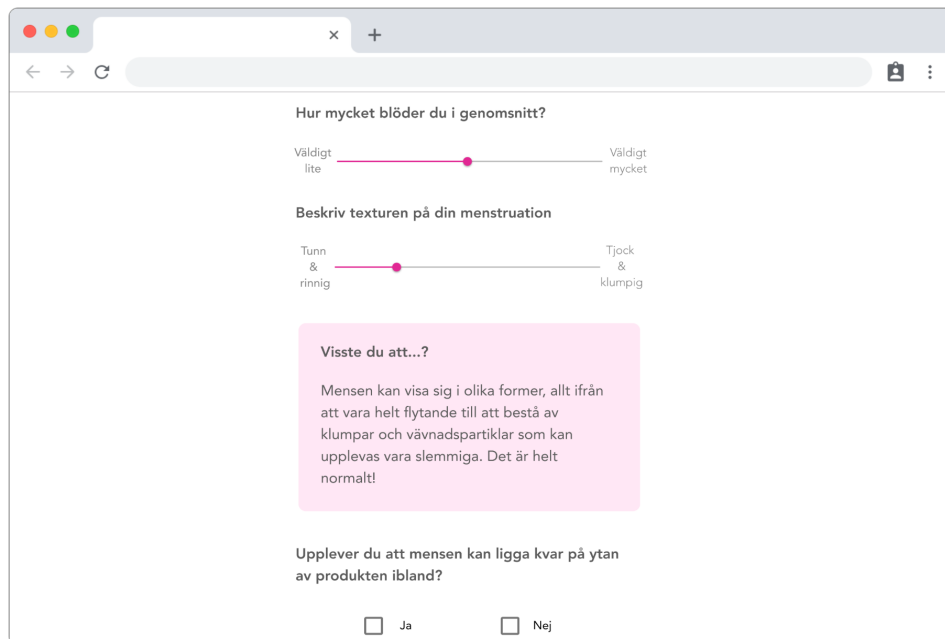 Hur mycket blöder du i genomsnitt?
Väldigt
lite
Väldigt
mycket
Beskriv texturen på din menstruation
Tunn
&
rinnig
Tjock
&
klumpig
Visste du att...?
Mensen kan visa sig i olika former, allt ifrån
att vara helt flytande till att bestå av
klumpar och vävnadspartiklar som kan
upplevas vara slemmiga. Det är helt
normalt!
Upplever du att mensen kan ligga kvar på ytan
av produkten ibland?
Ja
Nej